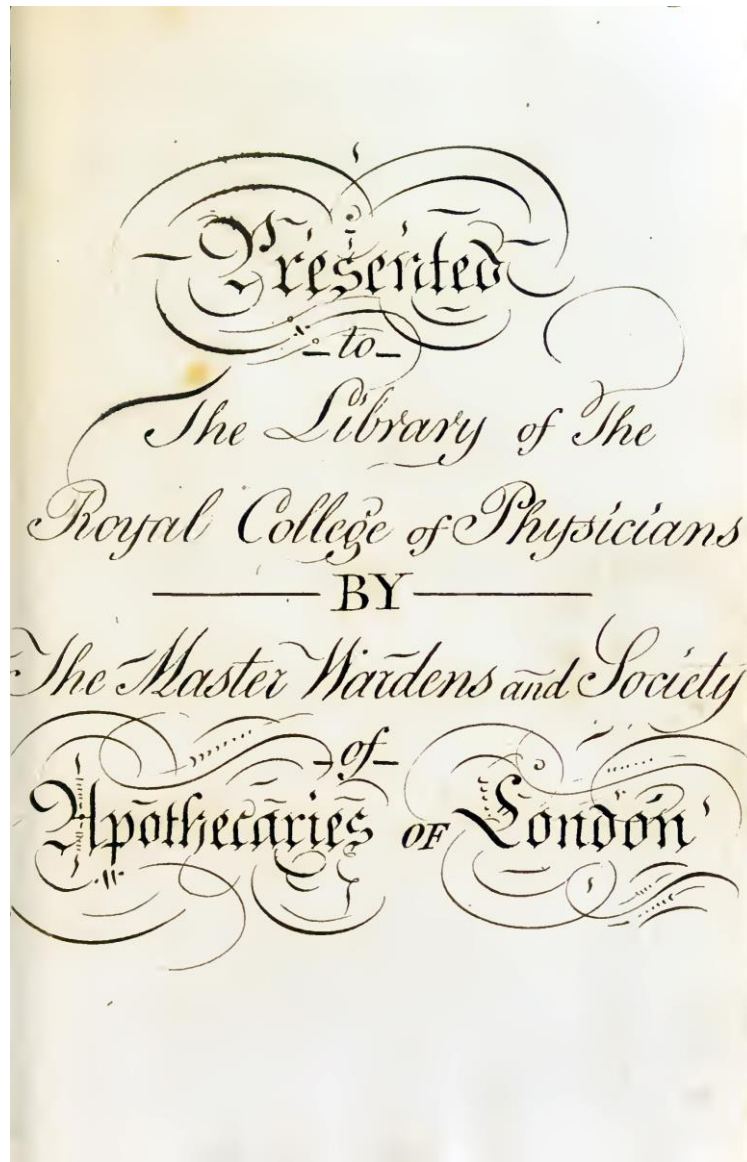 Presented
to
The Library of The
Royal College of Physicians
BY
The Master Wardens and Society
of
Apothecaries OF London